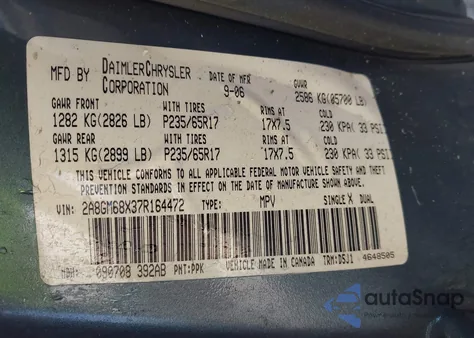 MFD BY DAIMLERCHRYSLER CORPORATION DATE OF MFR 9-06 GVWR 2586 KG(05700 LB)
GAWR FRONT WITH TIRES RIMS AT COLD
1282 KG(2826 LB) P235/65R17 17X7.5 230 KPA( 33 PSI
GAWR REAR WITH TIRES RIMS AT COLD
1315 KG(2899 LB) P235/65R17 17X7.5 230 KPA( 33 PSI
* THIS VEHICLE CONFORMS TO ALL APPLICABLE FEDERAL MOTOR VEHICLE SAFETY, BUMPER, AND THEFT
PREVENTION STANDARDS IN EFFECT ON THE DATE OF MANUFACTURE SHOWN ABOVE. *
VIN: 2A8GM68X37R164472 TYPE: MPV SINGLE X DUAL
MDH: 090708 392AB PNT:PPK VEHICLE MADE IN CANADA TRM:D5J1 4648505
autoSnap